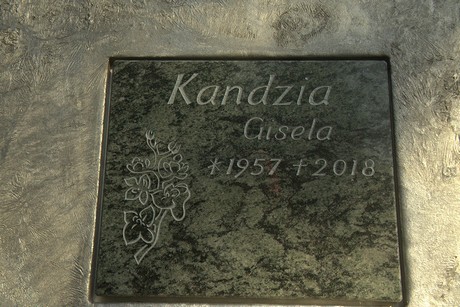 Kandzia
Gisela
*1957 †2018